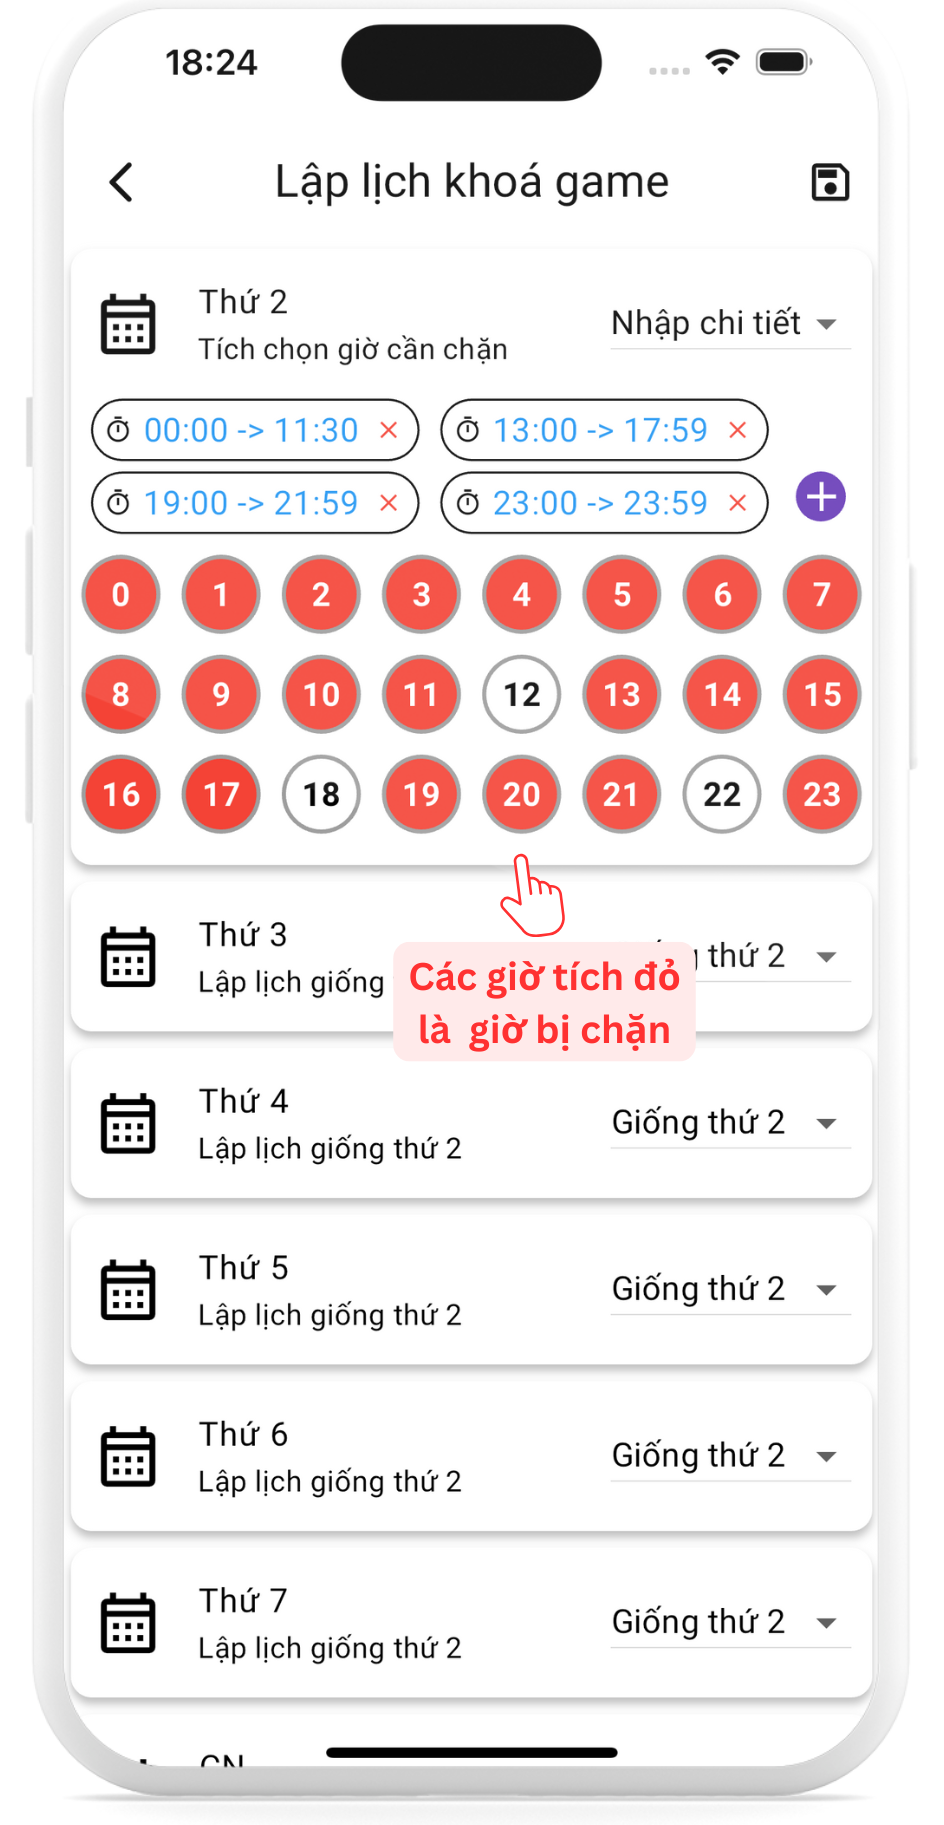 18:24
Lập lịch khoá game
Thứ 2
Nhập chi tiết
Tích chọn giờ cần chặn
00:00 -> 11:30
13:00 -> 17:59
19:00 -> 21:59
23:00 -> 23:59
0 1 2 3 4 5 6 7
8 9 10 11 12 13 14 15
16 17 18 19 20 21 22 23
Thứ 3
thứ 2
Lập lịch giống
Các giờ tích đỏ
là giờ bị chặn
Thứ 4
Giống thứ 2
Lập lịch giống thứ 2
Thứ 5
Giống thứ 2
Lập lịch giống thứ 2
Thứ 6
Giống thứ 2
Lập lịch giống thứ 2
Thứ 7
Giống thứ 2
Lập lịch giống thứ 2
CN